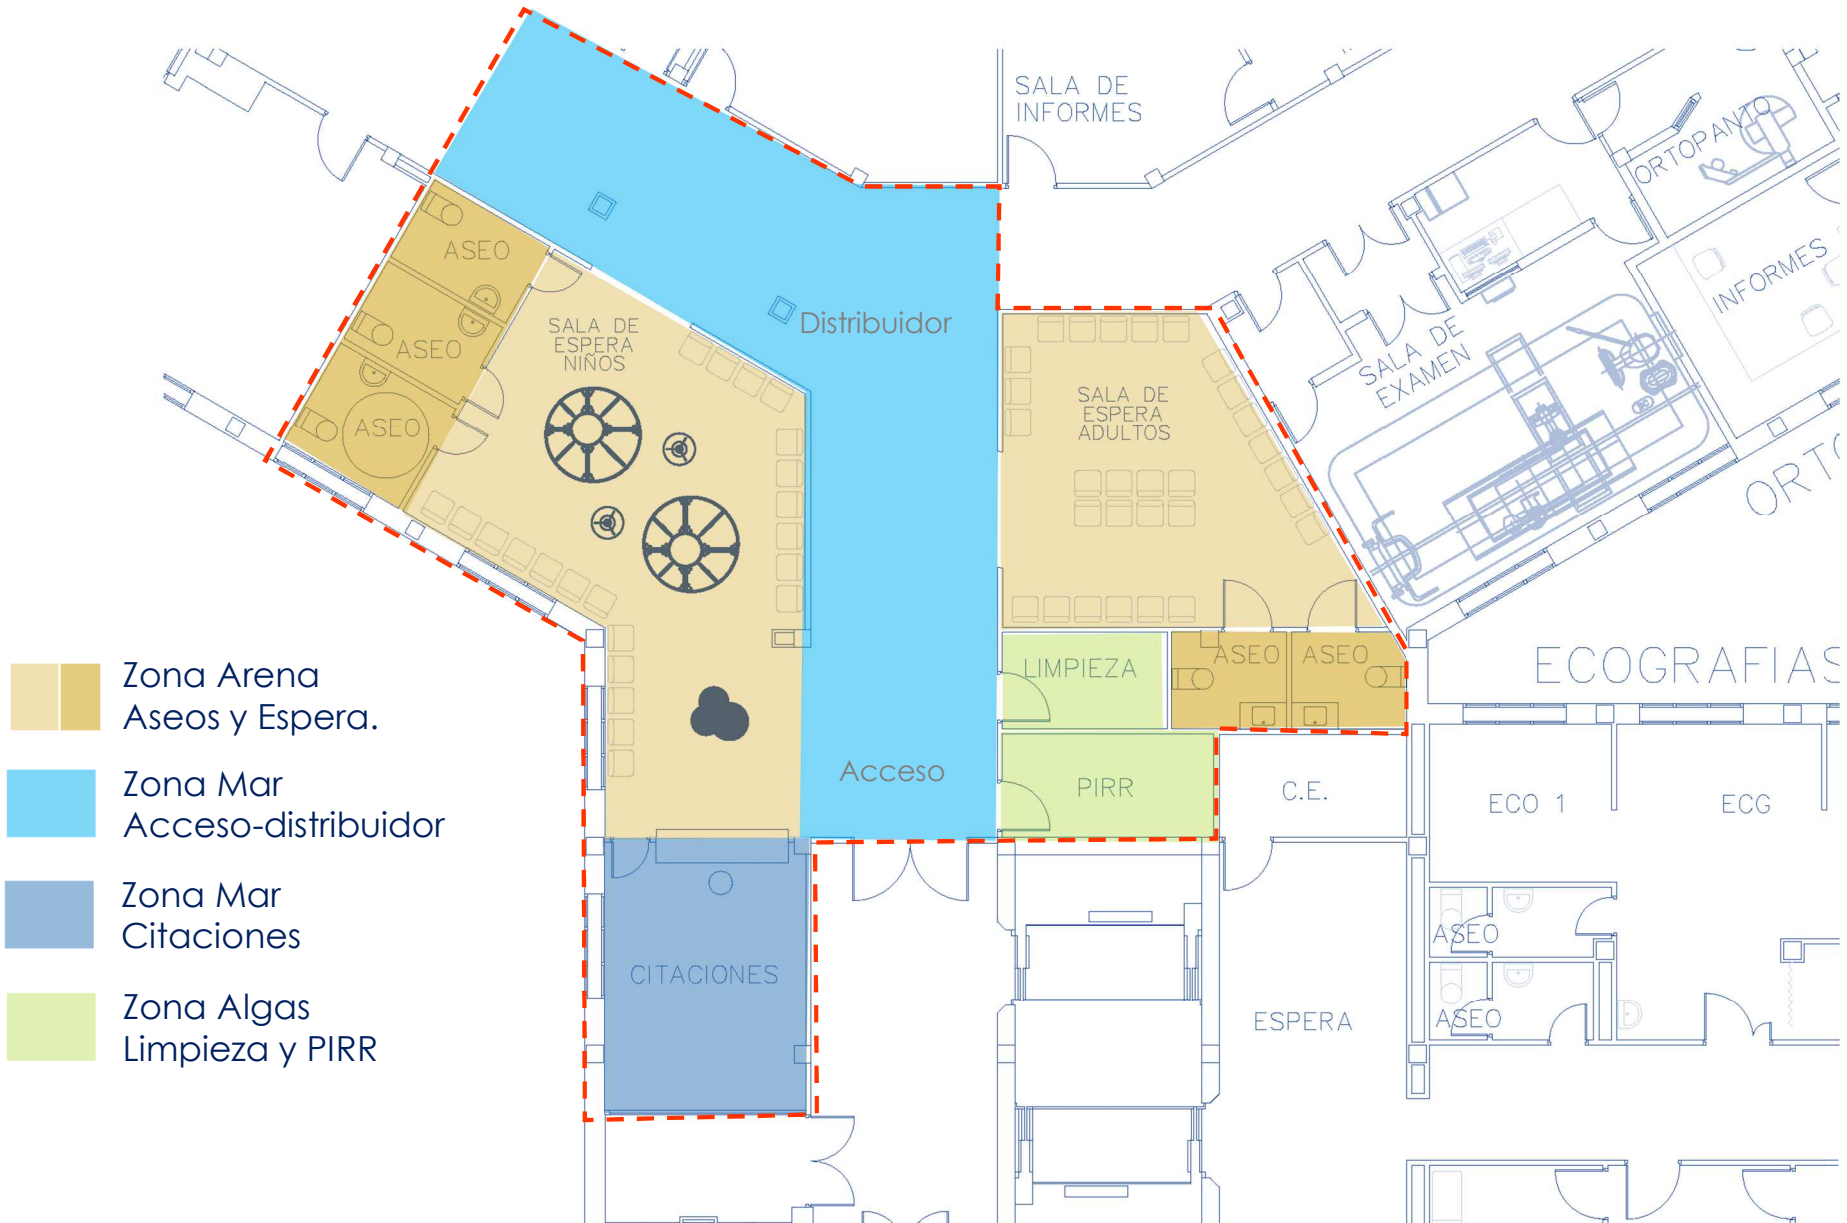 SALA DE
INFORMES
ORTOPANTO
INFORMES
ASEO
ASEO
ASEO
SALA DE
ESPERA
NIÑOS
Distribuidor
SALA DE
ESPERA
ADULTOS
SALA DE
EXAMEN
LIMPIEZA
ASEO
ASEO
ECOGRAFIAS
Zona Arena
Aseos y Espera.
Zona Mar
Acceso-distribuidor
Zona Mar
Citaciones
Zona Algas
Limpieza y PIRR
Acceso
PIRR
C.E.
ECO 1
ECG
CITACIONES
ESPERA
ASEO
ASEO